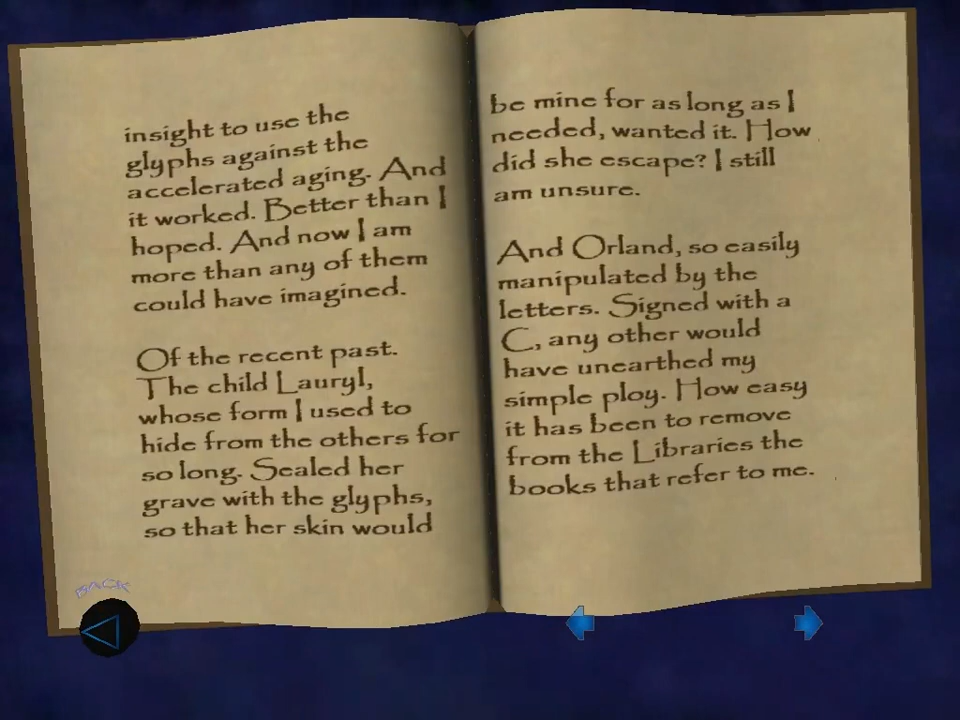 insight to use the
glyphs against the
accelerated aging. And
it worked. Better than I
hoped. And now I am
more than any of them
could have imagined.
Of the recent past.
The child Lauryl,
whose form I used to
hide from the others for
so long. Sealed her
grave with the glyphs,
so that her skin would
be mine for as long as I
needed, wanted it. How
did she escape? I still
am unsure.
And Orland, so easily
manipulated by the
letters. Signed with a
C, any other would
have unearthed my
simple ploy. How easy
it has been to remove
from the Libraries the
books that refer to me.
BACK